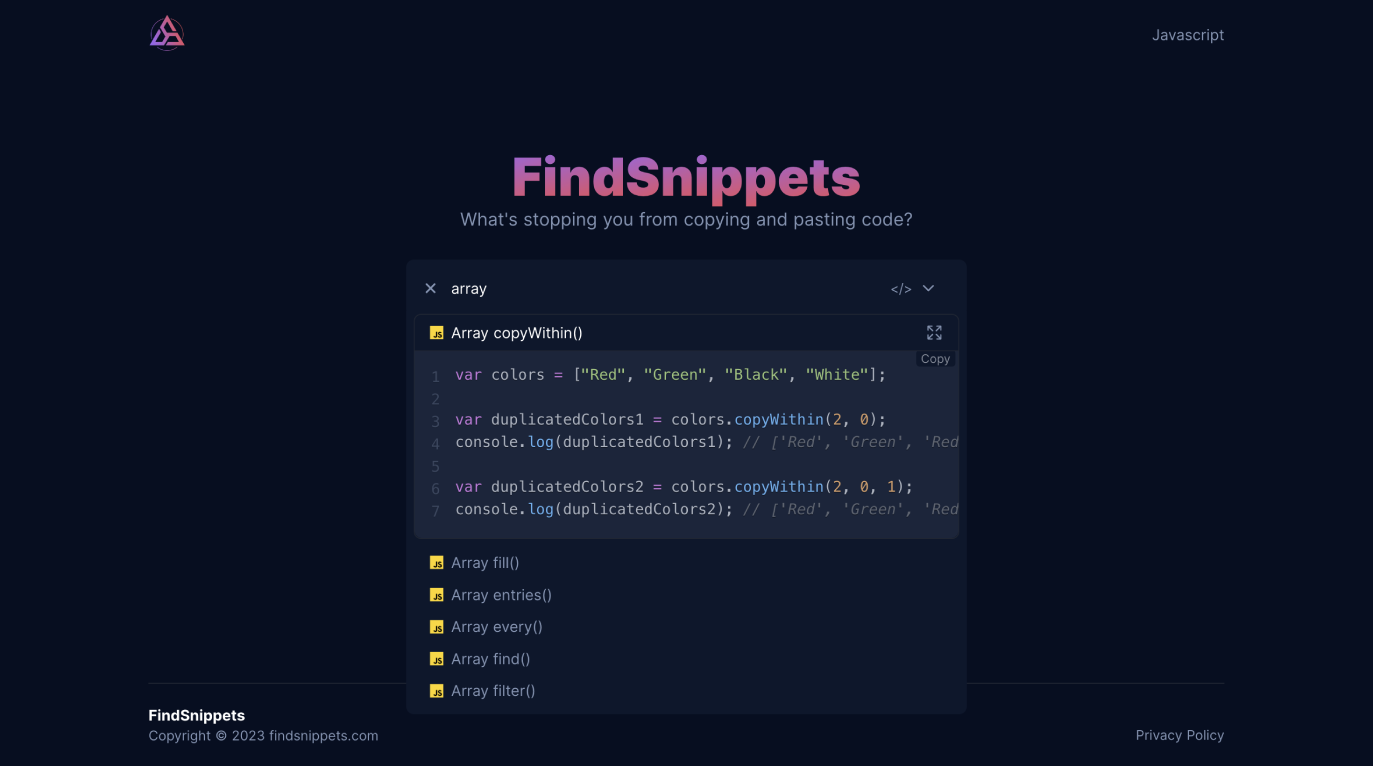 Javascript
FindSnippets
What's stopping you from copying and pasting code?
array
</>
JS Array copyWithin()
Copy
1 var colors = ["Red", "Green", "Black", "White"];
2
3 var duplicatedColors1 = colors.copyWithin(2, 0);
4 console.log(duplicatedColors1); // ['Red', 'Green', 'Red
5
6 var duplicatedColors2 = colors.copyWithin(2, 0, 1);
7 console.log(duplicatedColors2); // ['Red', 'Green', 'Red
JS Array fill()
JS Array entries()
JS Array every()
JS Array find()
JS Array filter()
FindSnippets
Copyright © 2023 findsnippets.com
Privacy Policy